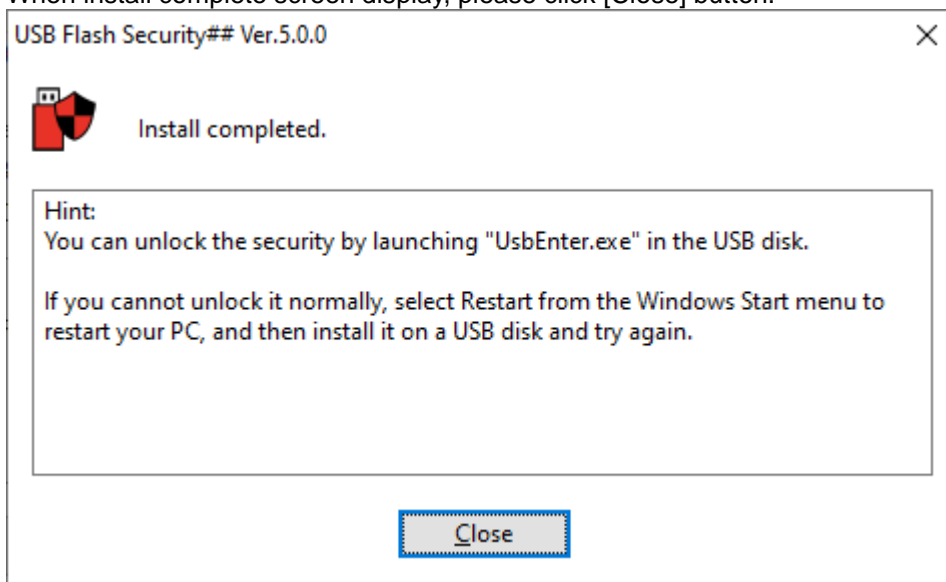 When install complete screen display, please click [Close] button.
USB Flash Security## Ver.5.0.0
Install completed.
Hint:
You can unlock the security by launching "UsbEnter.exe" in the USB disk.
If you cannot unlock it normally, select Restart from the Windows Start menu to
restart your PC, and then install it on a USB disk and try again.
Close